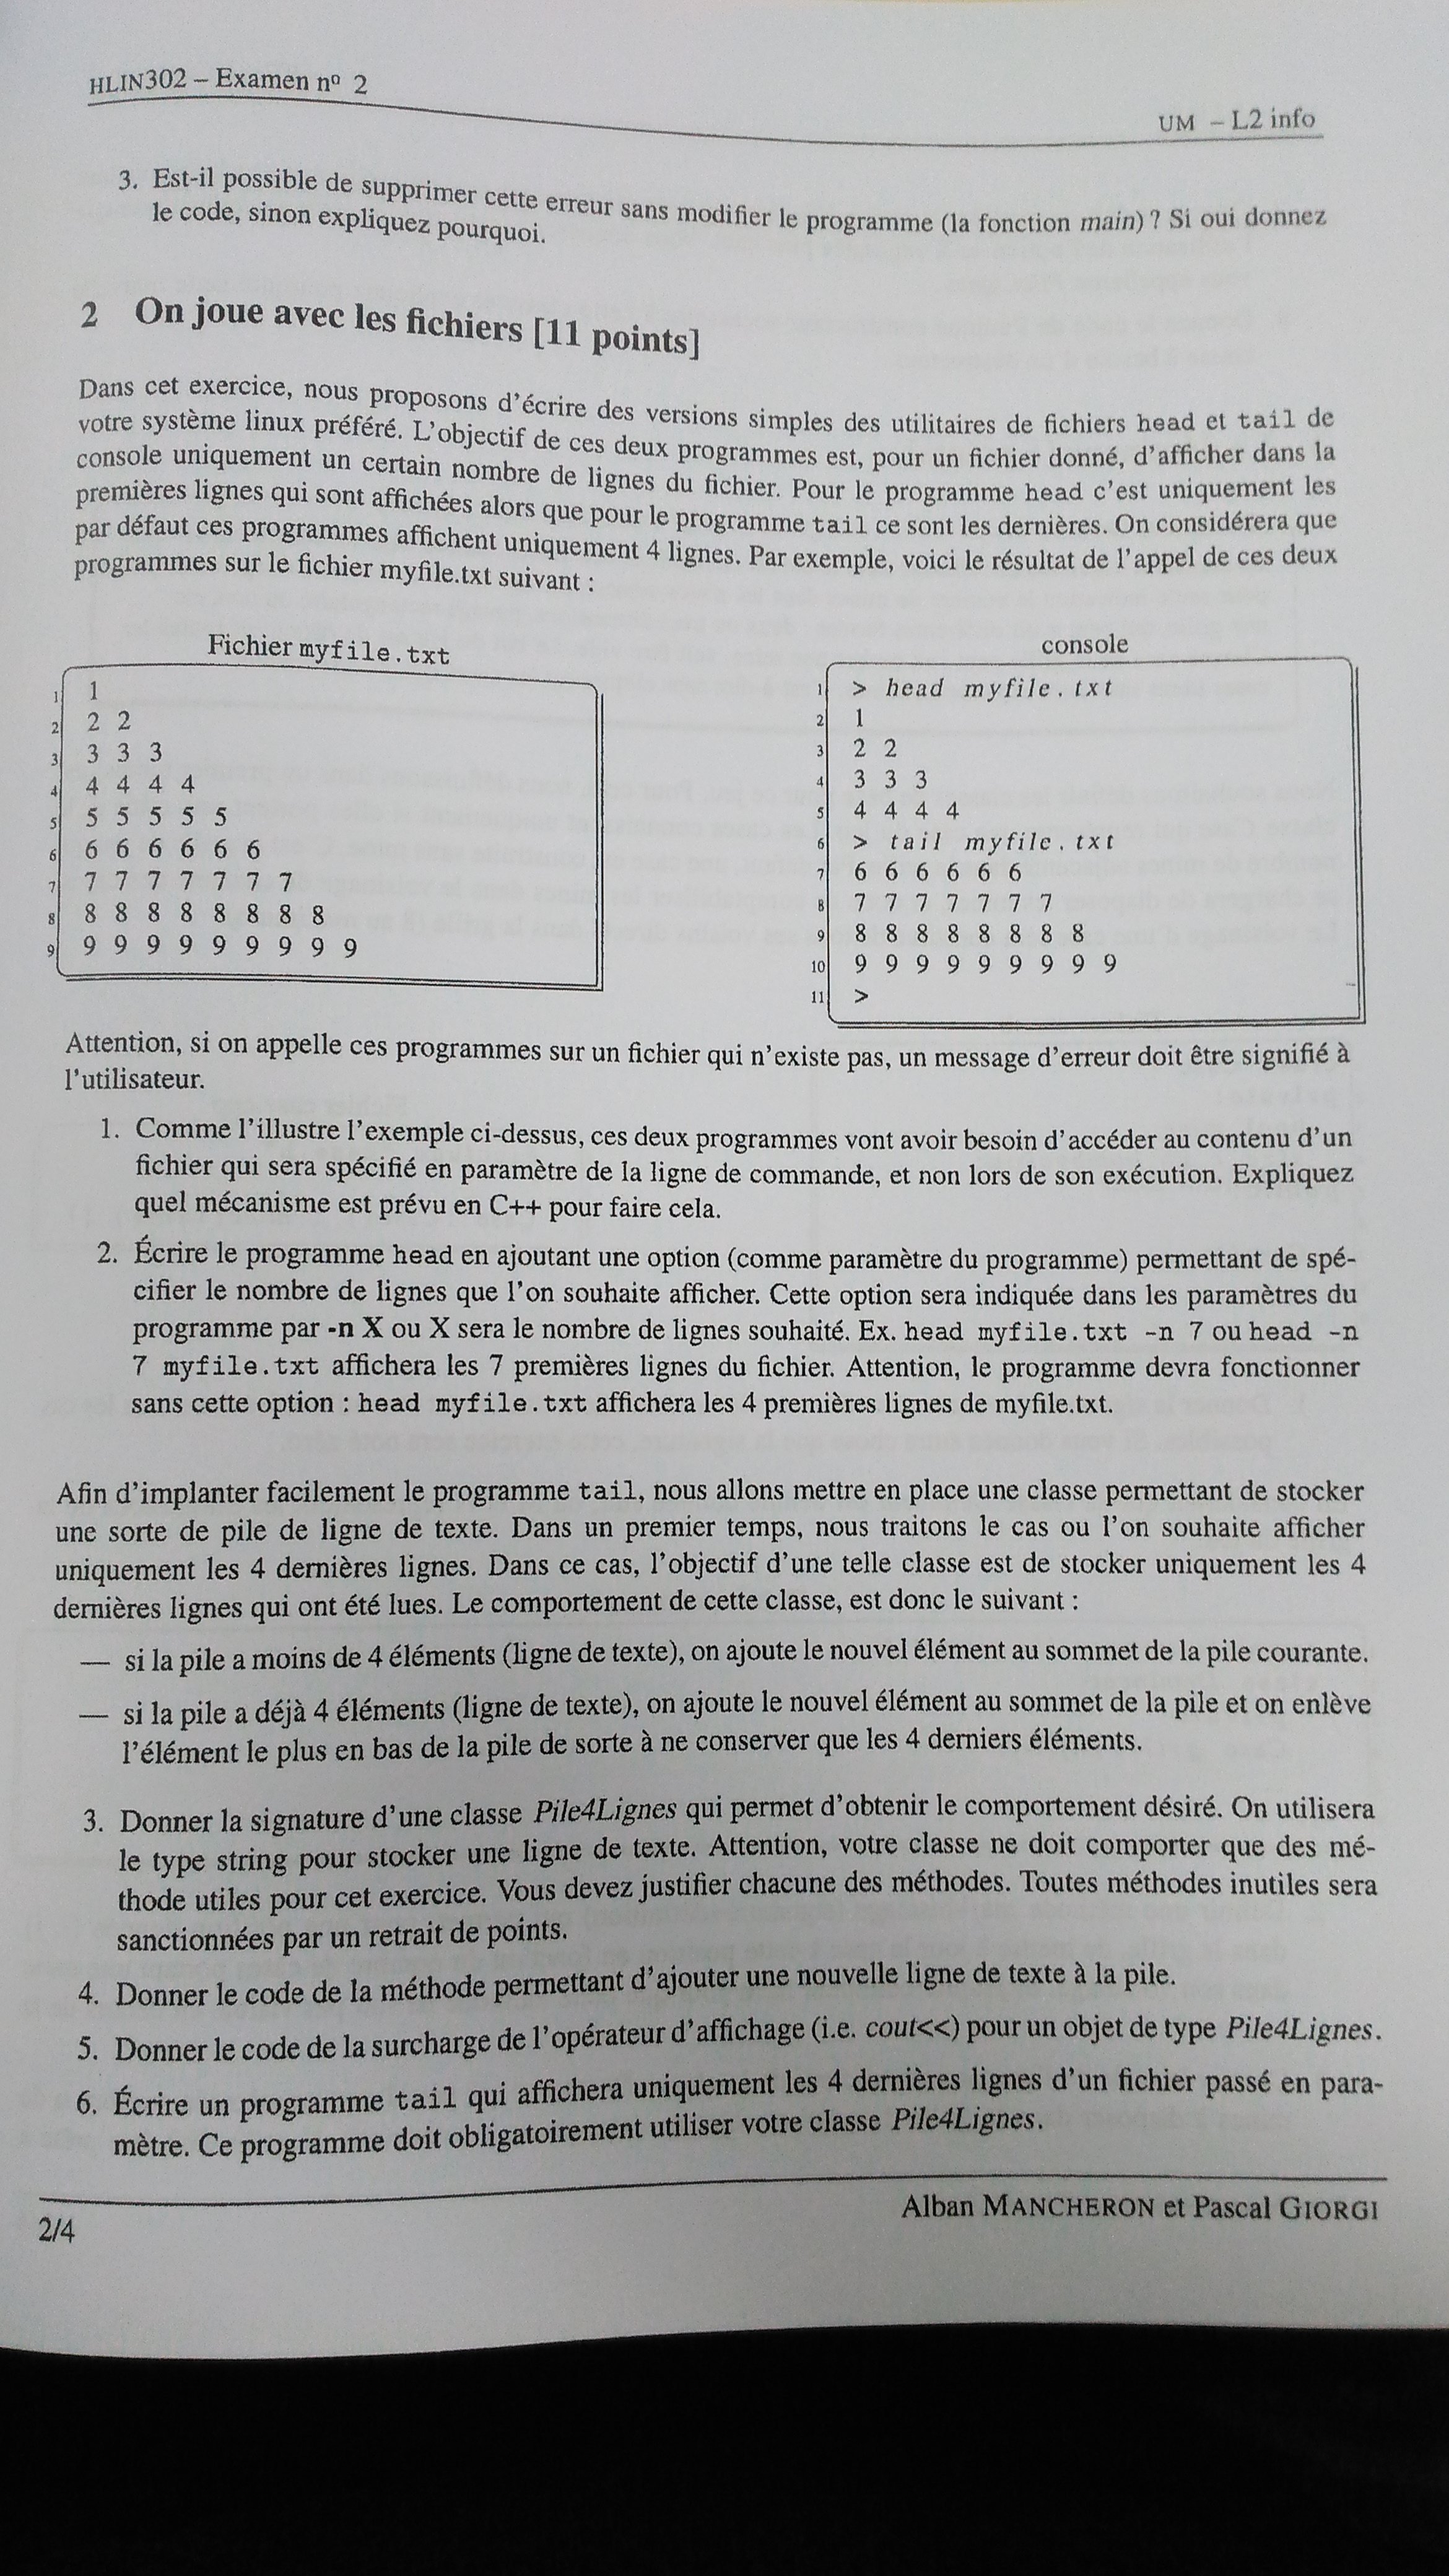 HLIN302 – Examen nº 2
UM – L2 info
3. Est-il possible de supprimer cette erreur sans modifier le programme (la fonction main) ? Si oui donnez
le code, sinon expliquez pourquoi.
2 On joue avec les fichiers [11 points]
Dans cet exercice, nous proposons d'écrire des versions simples des utilitaires de fichiers head et tail de
votre système linux préféré. L'objectif de ces deux programmes est, pour un fichier donné, d'afficher dans la
console uniquement un certain nombre de lignes du fichier. Pour le programme head c'est uniquement les
premières lignes qui sont affichées alors que pour le programme tail ce sont les dernières. On considérera que
par défaut ces programmes affichent uniquement 4 lignes. Par exemple, voici le résultat de l'appel de ces deux
programmes sur le fichier myfile.txt suivant :
Fichier myfile.txt
1 1
2 2 2
3 3 3 3
4 4 4 4 4
5 5 5 5 5 5
6 6 6 6 6 6 6
7 7 7 7 7 7 7 7
8 8 8 8 8 8 8 8 8
9 9 9 9 9 9 9 9 9 9
console
1 > head myfile.txt
2 1
3 2 2
4 3 3 3
5 4 4 4 4
6 > tail myfile.txt
7 6 6 6 6 6 6
8 7 7 7 7 7 7 7
9 8 8 8 8 8 8 8 8
10 9 9 9 9 9 9 9 9 9
11 >
Attention, si on appelle ces programmes sur un fichier qui n'existe pas, un message d'erreur doit être signifié à
l'utilisateur.
1. Comme l'illustre l'exemple ci-dessus, ces deux programmes vont avoir besoin d'accéder au contenu d'un
fichier qui sera spécifié en paramètre de la ligne de commande, et non lors de son exécution. Expliquez
quel mécanisme est prévu en C++ pour faire cela.
2. Écrire le programme head en ajoutant une option (comme paramètre du programme) permettant de spé-
cifier le nombre de lignes que l'on souhaite afficher. Cette option sera indiquée dans les paramètres du
programme par -n X ou X sera le nombre de lignes souhaité. Ex. head myfile.txt -n 7 ou head -n
7 myfile.txt affichera les 7 premières lignes du fichier. Attention, le programme devra fonctionner
sans cette option : head myfile.txt affichera les 4 premières lignes de myfile.txt.
Afin d'implanter facilement le programme tail, nous allons mettre en place une classe permettant de stocker
une sorte de pile de ligne de texte. Dans un premier temps, nous traitons le cas ou l'on souhaite afficher
uniquement les 4 dernières lignes. Dans ce cas, l'objectif d'une telle classe est de stocker uniquement les 4
dernières lignes qui ont été lues. Le comportement de cette classe, est donc le suivant :
— si la pile a moins de 4 éléments (ligne de texte), on ajoute le nouvel élément au sommet de la pile courante.
— si la pile a déjà 4 éléments (ligne de texte), on ajoute le nouvel élément au sommet de la pile et on enlève
l'élément le plus en bas de la pile de sorte à ne conserver que les 4 derniers éléments.
3. Donner la signature d'une classe Pile4Lignes qui permet d'obtenir le comportement désiré. On utilisera
le type string pour stocker une ligne de texte. Attention, votre classe ne doit comporter que des mé-
thode utiles pour cet exercice. Vous devez justifier chacune des méthodes. Toutes méthodes inutiles sera
sanctionnées par un retrait de points.
4. Donner le code de la méthode permettant d'ajouter une nouvelle ligne de texte à la pile.
5. Donner le code de la surcharge de l'opérateur d'affichage (i.e. cout<<) pour un objet de type Pile4Lignes.
6. Écrire un programme tail qui affichera uniquement les 4 dernières lignes d'un fichier passé en para-
mètre. Ce programme doit obligatoirement utiliser votre classe Pile4Lignes.
2/4
Alban MANCHERON et Pascal GIORGI